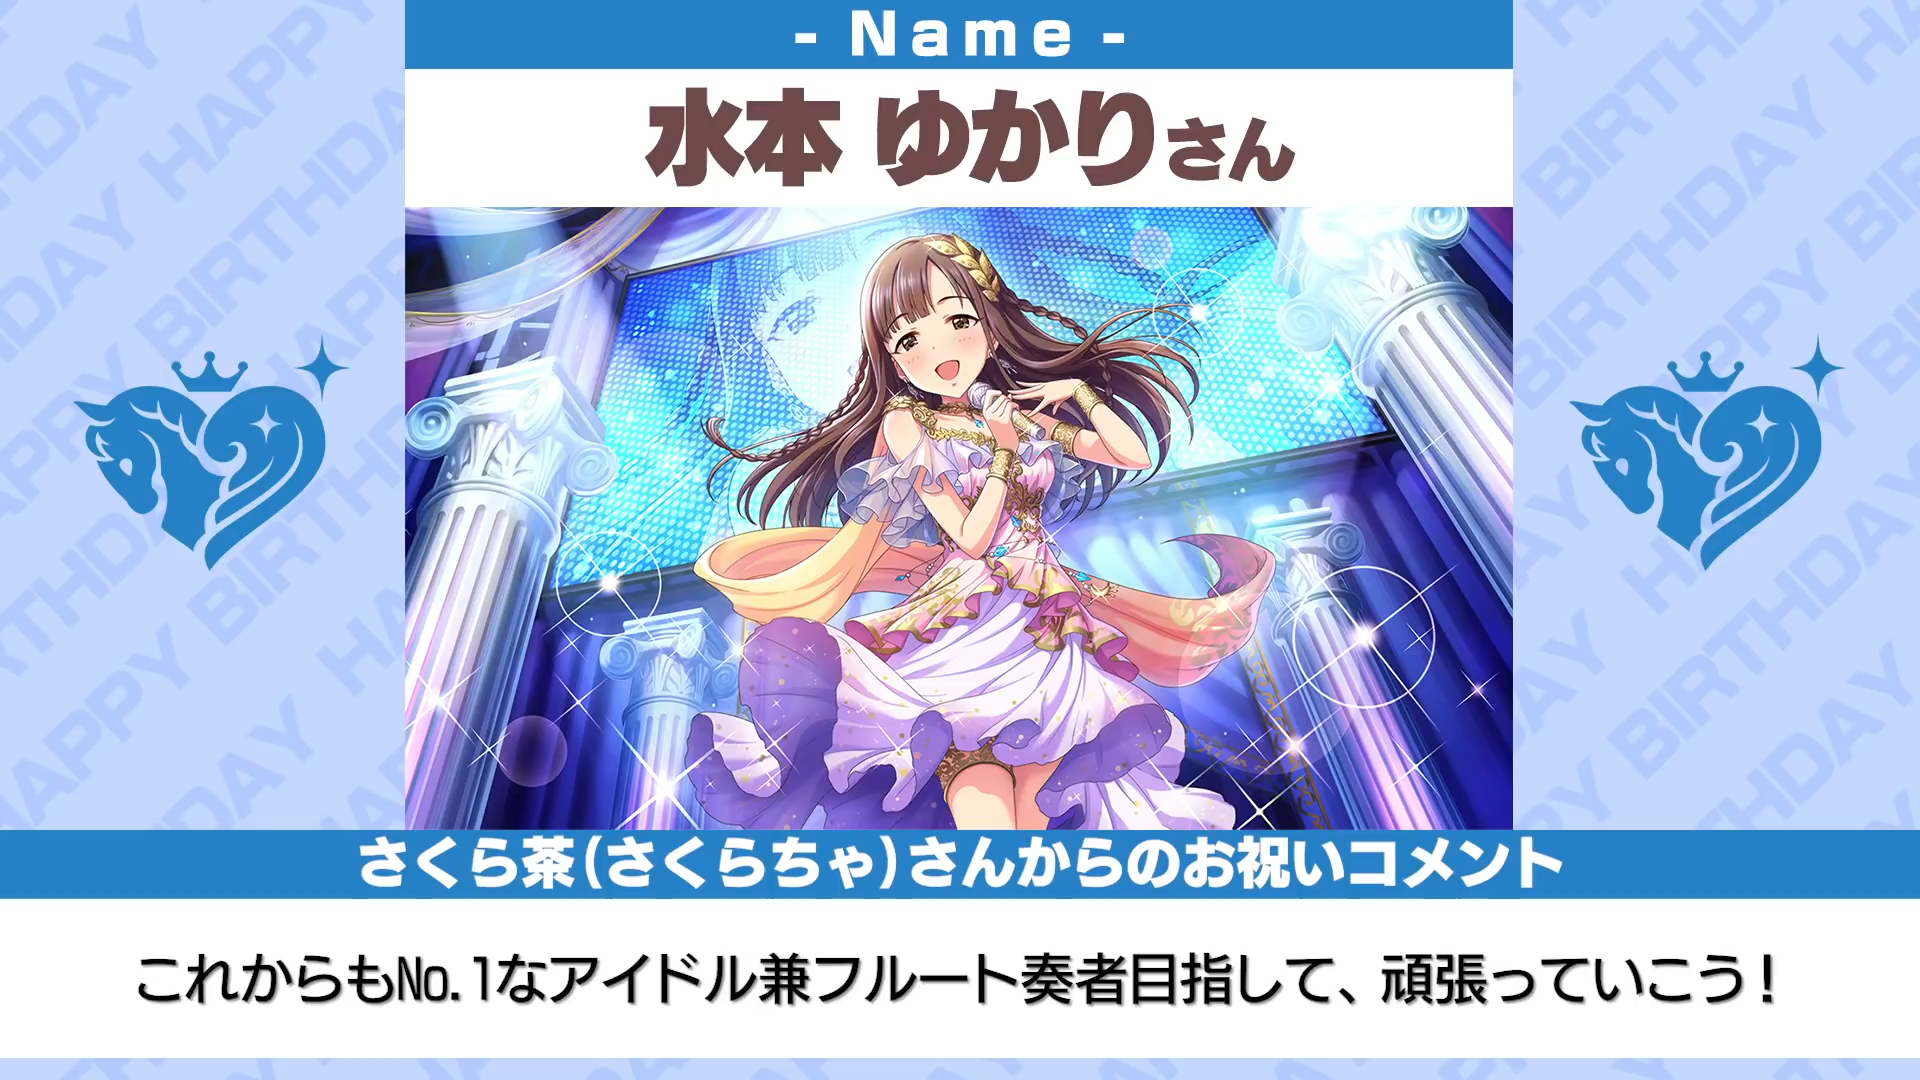 - Name -
水本 ゆかりさん
さくら茶(さくらちゃ)さんからのお祝いコメント
これからもNo.1なアイドル兼フルート奏者目指して、頑張っていこう!
HAPPY BIRTHDAY